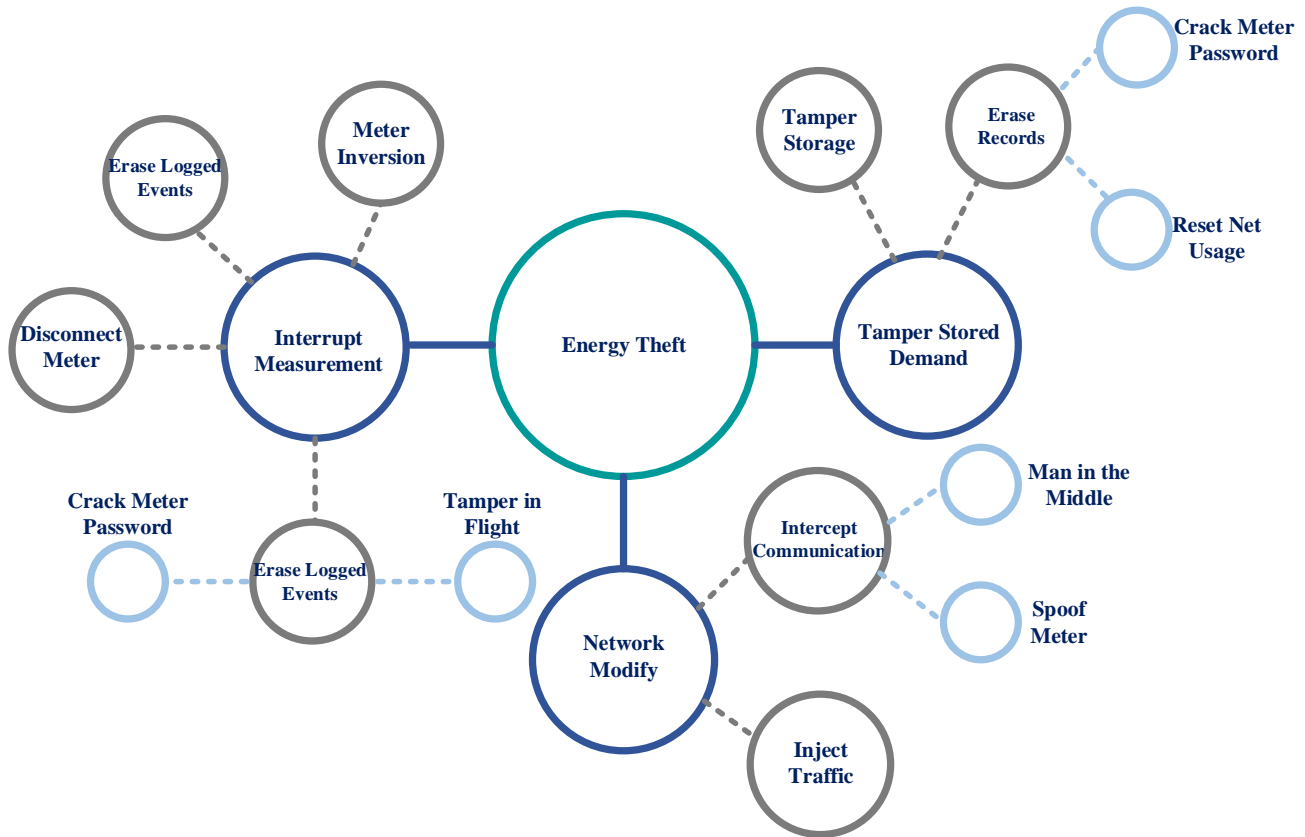 Crack Meter
Password
Tamper
Storage
Erase
Records
Meter
Inversion
Erase Logged
Events
Reset Net
Usage
Disconnect
Meter
Interrupt
Measurement
Energy Theft
Tamper Stored
Demand
Crack Meter
Password
Tamper in
Flight
Man in the
Middle
Intercept
Communication
Erase Logged
Events
Spoof
Meter
Network
Modify
Inject
Traffic